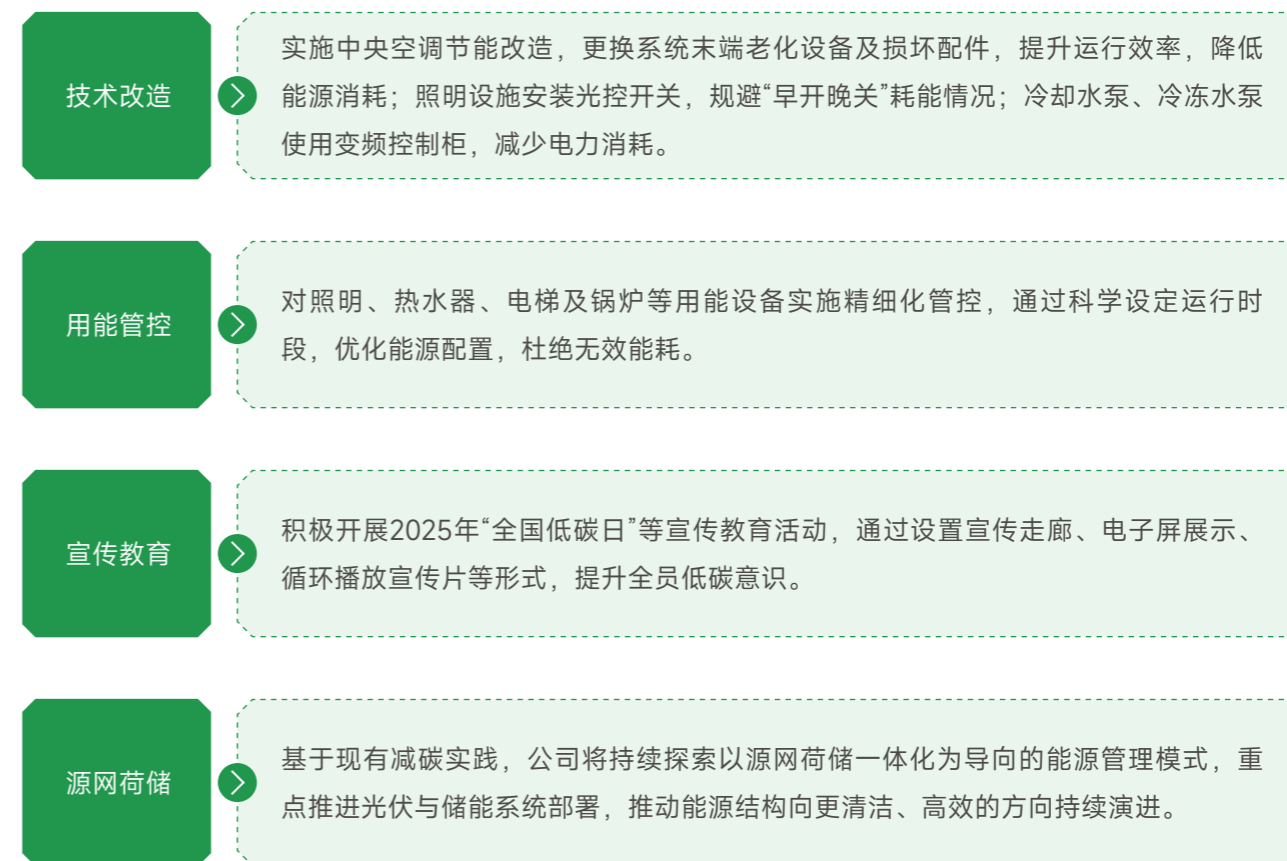 技术改造
实施中央空调节能改造，更换系统末端老化设备及损坏配件，提升运行效率，降低
能源消耗；照明设施安装光控开关，规避“早开晚关”耗能情况；冷却水泵、冷冻水泵
使用变频控制柜，减少电力消耗。
用能管控
对照明、热水器、电梯及锅炉等用能设备实施精细化管控，通过科学设定运行时
段，优化能源配置，杜绝无效能耗。
宣传教育
积极开展2025年“全国低碳日”等宣传教育活动，通过设置宣传走廊、电子屏展示、
循环播放宣传片等形式，提升全员低碳意识。
源网荷储
基于现有减碳实践，公司将持续探索以源网荷储一体化为导向的能源管理模式，重
点推进光伏与储能系统部署，推动能源结构向更清洁、高效的方向持续演进。